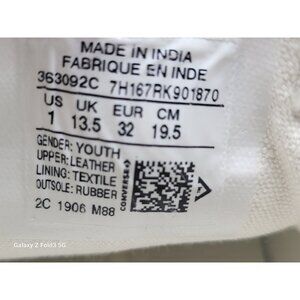 MADE IN INDIA
FABRIQUE EN INDE
363092C 7H167RK901870
US UK EUR CM
1 13.5 32 19.5
GENDER: YOUTH
UPPER: LEATHER
LINING: TEXTILE
OUTSOLE: RUBBER
2C 1906 M88
CONVERSE
Galaxy Z Fold3 5G